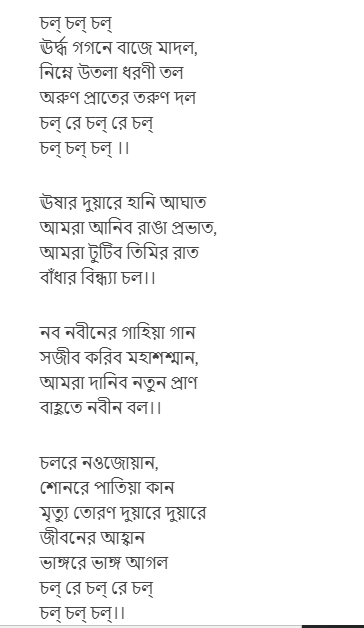 চল্ চল্ চল্
ঊর্দ্ধ গগনে বাজে মাদল,
নিম্নে উতলা ধরণী তল
অরুণ প্রাতের তরুণ দল
চল্ রে চল্ রে চল্
চল্ চল্ চল্ ।।
ঊষার দুয়ারে হানি আঘাত
আমরা আনিব রাঙা প্রভাত,
আমরা টুটিব তিমির রাত
বাঁধার বিন্ধ্যা চল।।
নব নবীনের গাহিয়া গান
সজীব করিব মহাশশ্মান,
আমরা দানিব নতুন প্রাণ
বাহুতে নবীন বল।।
চলরে নওজোয়ান,
শোনরে পাতিয়া কান
মৃত্যু তোরণ দুয়ারে দুয়ারে
জীবনের আহ্বান
ভাঙ্গরে ভাঙ্গ আগল
চল্ রে চল্ রে চল্
চল্ চল্ চল্।।